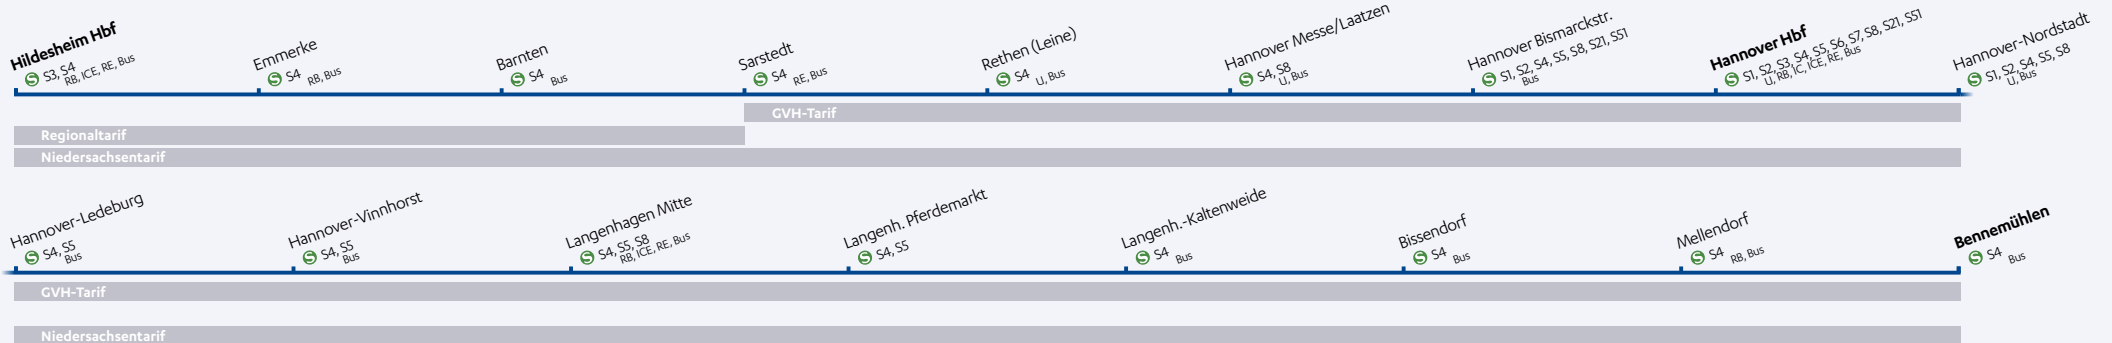 Hildesheim Hbf
S3, S4
RB, ICE, RE, Bus
Emmerke
S4 RB, Bus
Barnten
S4 Bus
Sarstedt
S4 RE, Bus
Rethen (Leine)
S4 U, Bus
Hannover Messe/Laatzen
S4, S8
U, Bus
Hannover Bismarckstr.
S1, S2, S4, S5, S8, S21, S51
Bus
Hannover Hbf
S1, S2, S3, S4, S5, S6, S7, S8, S21, S51
U, RB, IC, ICE, RE, Bus
Hannover-Nordstadt
S1, S2, S4, S5, S8
U, Bus
GVH-Tarif
Regionaltarif
Niedersachsentarif
Hannover-Ledeburg
S4, S5
Bus
Hannover-Vinnhorst
S4, S5
Bus
Langenhagen Mitte
S4, S5, S8
RB, ICE, RE, Bus
Langenh. Pferdemarkt
S4, S5
Langenh.-Kaltenweide
S4 Bus
Bissendorf
S4 Bus
Mellendorf
S4 RB, Bus
Bennemühlen
S4 Bus
GVH-Tarif
Niedersachsentarif